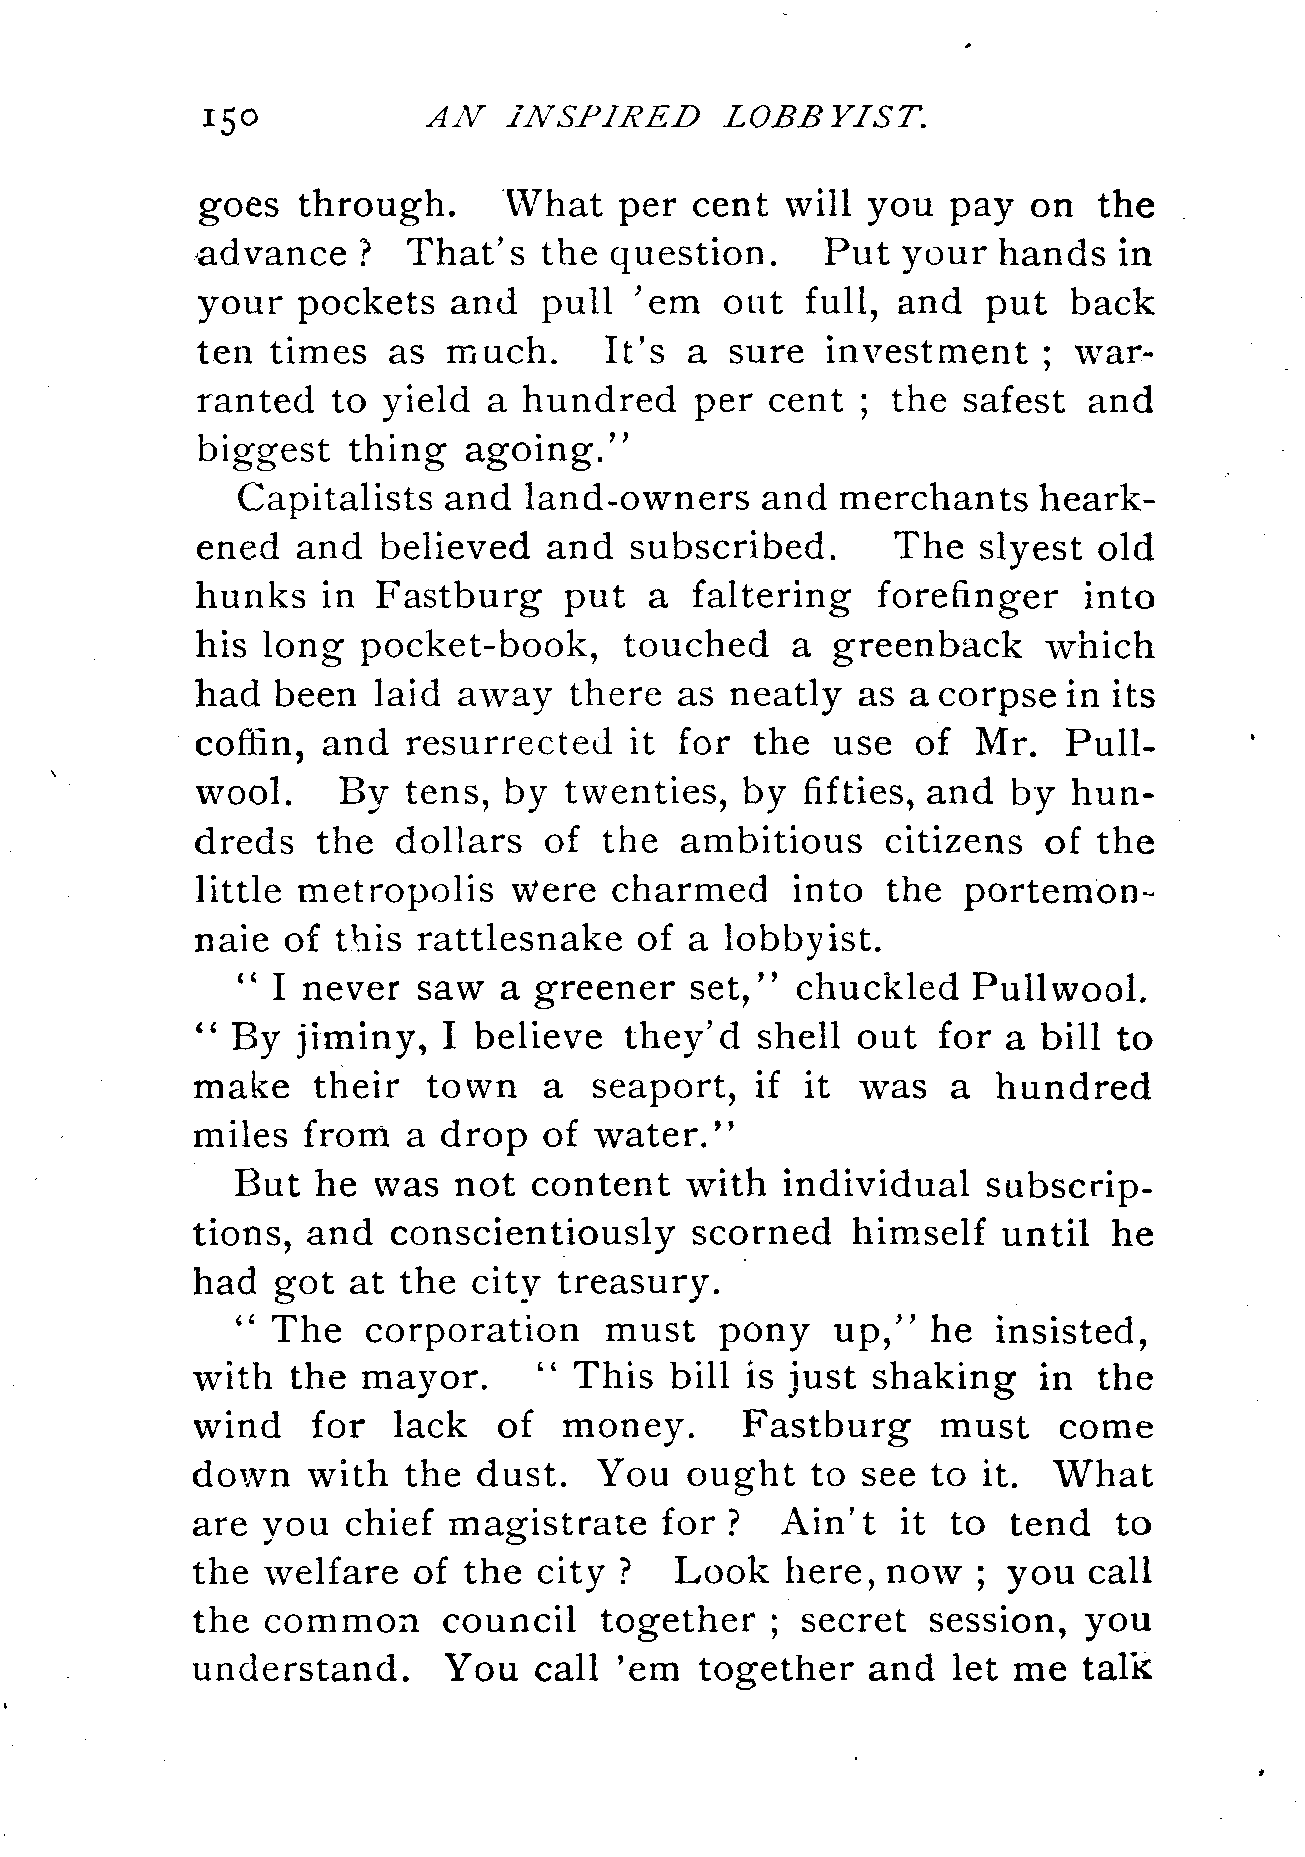 150 AN INSPIRED LOBBYIST.
goes through. What per cent will you pay on the
advance ? That's the question. Put your hands in
your pockets and pull 'em out full, and put back
ten times as much. It's a sure investment ; war-
ranted to yield a hundred per cent ; the safest and
biggest thing agoing."
Capitalists and land-owners and merchants heark-
ened and believed and subscribed. The slyest old
hunks in Fastburg put a faltering forefinger into
his long pocket-book, touched a greenback which
had been laid away there as neatly as a corpse in its
coffin, and resurrected it for the use of Mr. Pull-
wool. By tens, by twenties, by fifties, and by hun-
dreds the dollars of the ambitious citizens of the
little metropolis were charmed into the portemon-
naie of this rattlesnake of a lobbyist.
" I never saw a greener set," chuckled Pullwool.
" By jiminy, I believe they'd shell out for a bill to
make their town a seaport, if it was a hundred
miles from a drop of water."
But he was not content with individual subscrip-
tions, and conscientiously scorned himself until he
had got at the city treasury.
" The corporation must pony up," he insisted,
with the mayor. " This bill is just shaking in the
wind for lack of money. Fastburg must come
down with the dust. You ought to see to it. What
are you chief magistrate for ? Ain't it to tend to
the welfare of the city ? Look here, now ; you call
the common council together ; secret session, you
understand. You call 'em together and let me talk